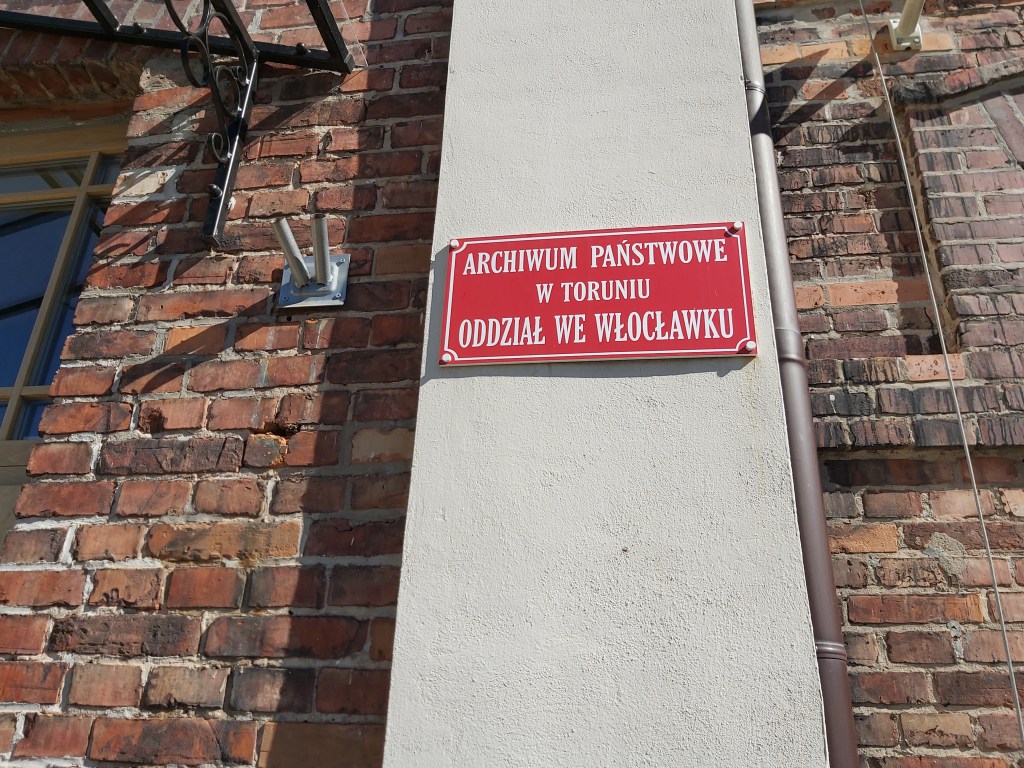 ARCHIWUM PAŃSTWOWE
W TORUNIU
ODDZIAŁ WE WŁOCŁAWKU